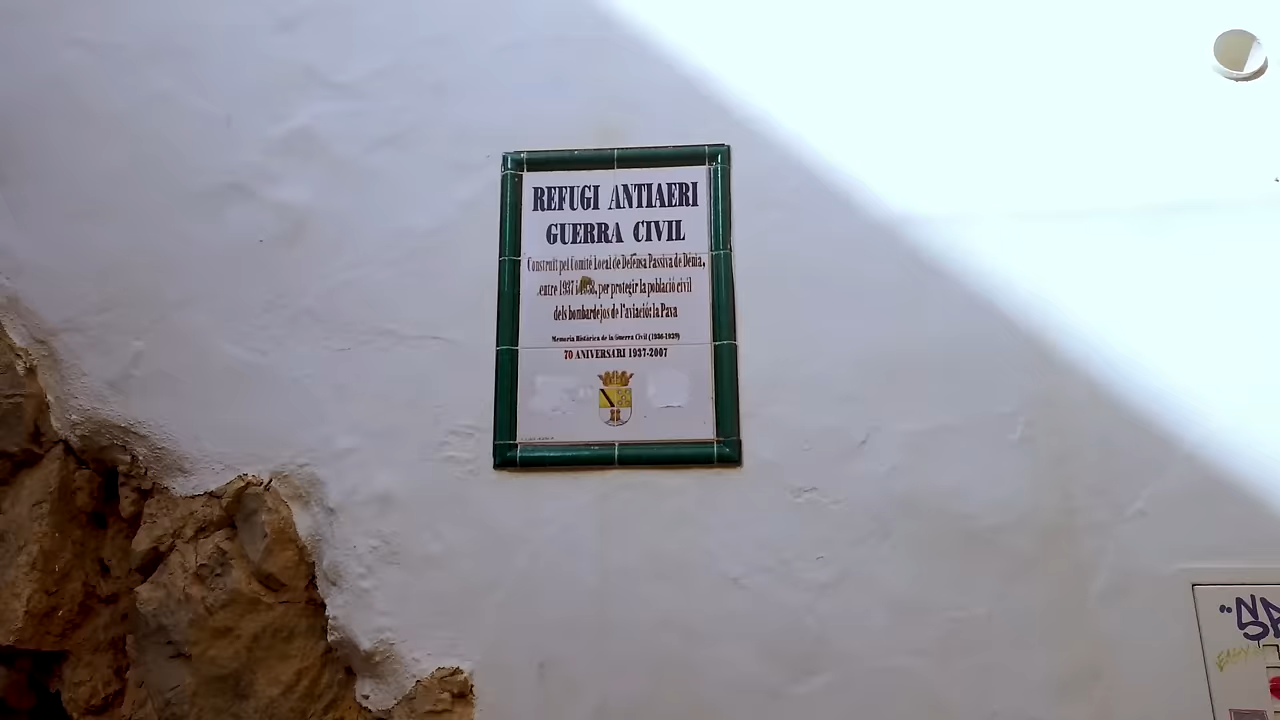 REFUGI ANTIAERI
GUERRA CIVIL
Construït pel Comité Local de Defensa Passiva de Dénia,
entre 1937 i 1938, per protegir la població civil
dels bombardejos de l'aviació: la Pava
Memoria Històrica de la Guerra Civil (1936-1939)
70 ANIVERSARI 1937-2007